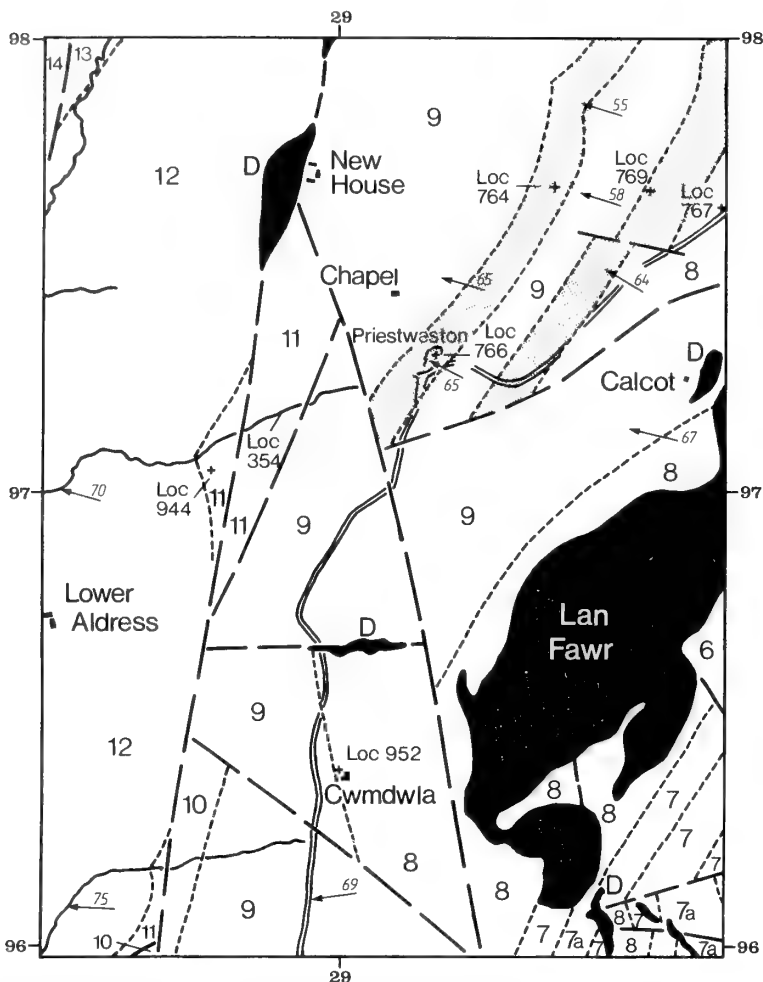 29
98
98
14
13
9
55
D
New
House
Loc
764
Loc
769
58
Loc
767
12
Chapel
65
64
8
9
11
Priestwaston
Loc
766
65
D
Calcot
Loc
354
67
8
70
Loc
944
97
97
11
11
9
9
Lower
Aldress
D
Lan
Fawr
6
9
12
Loc 952
Cwmdwla
10
8
8
7
7
8
7
75
9
69
8
D
7a
8
7
10
11
7
7a
7
8
7a
96
96
29